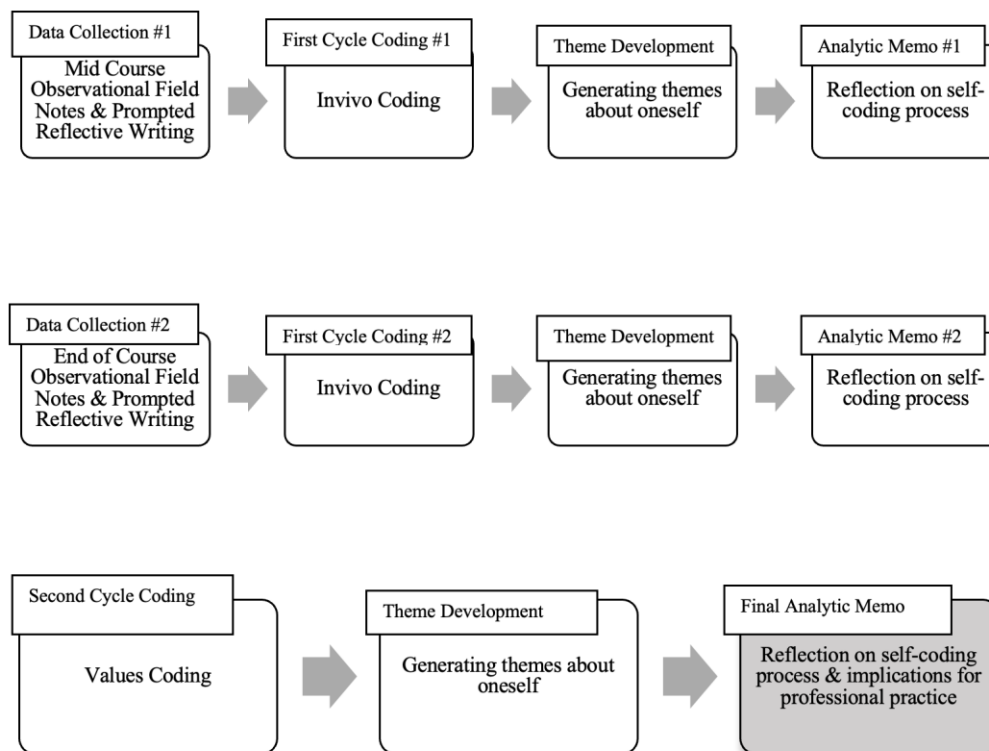 Data Collection #1
Mid Course
Observational Field
Notes & Prompted
Reflective Writing
First Cycle Coding #1
Invivo Coding
Theme Development
Generating themes
about oneself
Analytic Memo #1
Reflection on self-
coding process
Data Collection #2
End of Course
Observational Field
Notes & Prompted
Reflective Writing
First Cycle Coding #2
Invivo Coding
Theme Development
Generating themes
about oneself
Analytic Memo #2
Reflection on self-
coding process
Second Cycle Coding
Values Coding
Theme Development
Generating themes about
oneself
Final Analytic Memo
Reflection on self-coding
process & implications for
professional practice